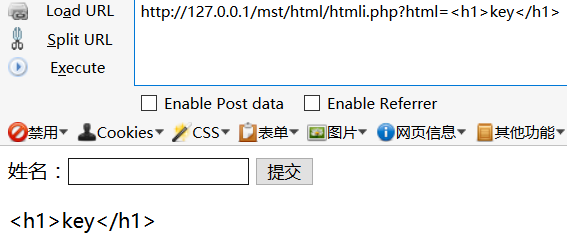 Load URL
http://127.0.0.1/mst/html/htmli.php?html=<h1>key</h1>
Split URL
Execute
Enable Post data Enable Referrer
禁用 Cookies CSS 表单 图片 网页信息 其他功能
姓名： 提交
<h1>key</h1>